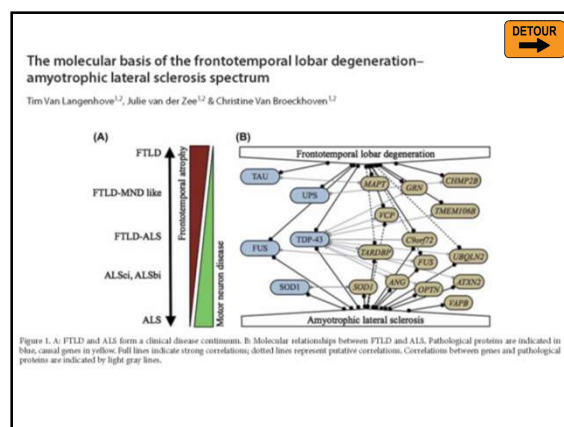 DETOUR
The molecular basis of the frontotemporal lobar degeneration–
amyotrophic lateral sclerosis spectrum
Tim Van Langenhove1,2, Julie van der Zee1,2 & Christine Van Broeckhoven1,2
(A)
(B)
FTLD
FTLD-MND like
FTLD-ALS
ALSci, ALSbi
ALS
Frontotemporal atrophy
Motor neuron disease
Frontotemporal lobar degeneration
TAU
MAPT
GRN
CHMP2B
UPS
VCP
TMEM106B
TDP-43
C9orf72
FUS
TARDBP
FUS
UBQLN2
SOD1
SOD1
ANG
OPTN
ATXN2
VAPB
Amyotrophic lateral sclerosis
Figure 1. A: FTLD and ALS form a clinical disease continuum. B: Molecular relationships between FTLD and ALS. Pathological proteins are indicated in
blue, causal genes in yellow. Full lines indicate strong correlations; dotted lines represent putative correlations. Correlations between genes and pathological
proteins are indicated by light gray lines.